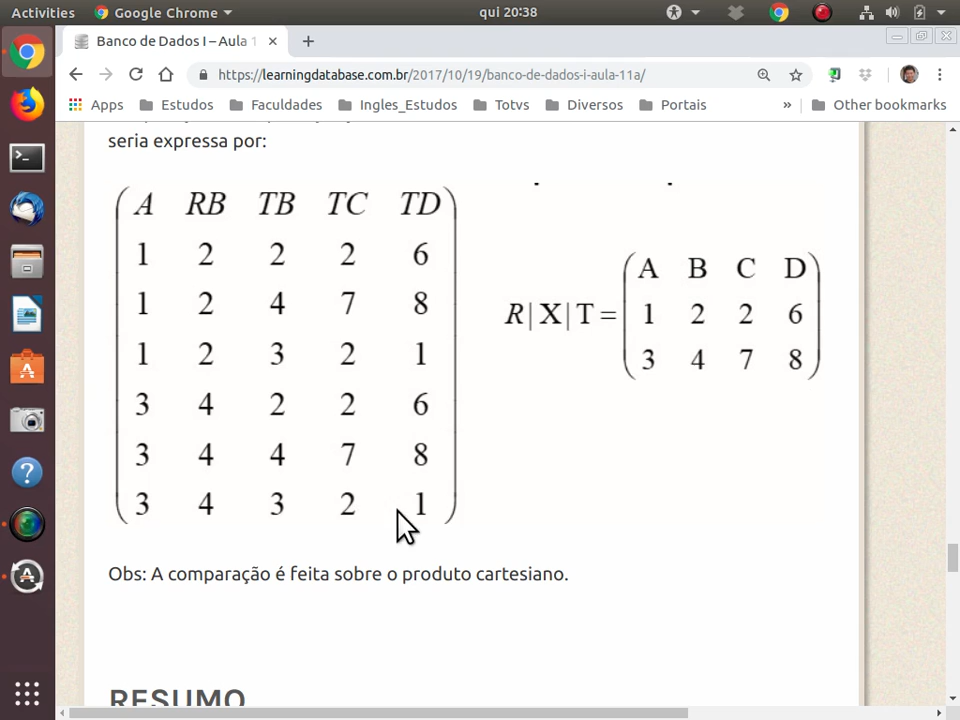 Activities Google Chrome qui 20:38
Banco de Dados I – Aula 1
https://learningdatabase.com.br/2017/10/19/banco-de-dados-i-aula-11a/
Apps Estudos Faculdades Ingles_Estudos Totvs Diversos Portais » Other bookmarks
seria expressa por:
A RB TB TC TD
1 2 2 2 6
1 2 4 7 8
1 2 3 2 1
3 4 2 2 6
3 4 4 7 8
3 4 3 2 1
A B C D
R|X|T= 1 2 2 6
3 4 7 8
Obs: A comparação é feita sobre o produto cartesiano.
RESUMO